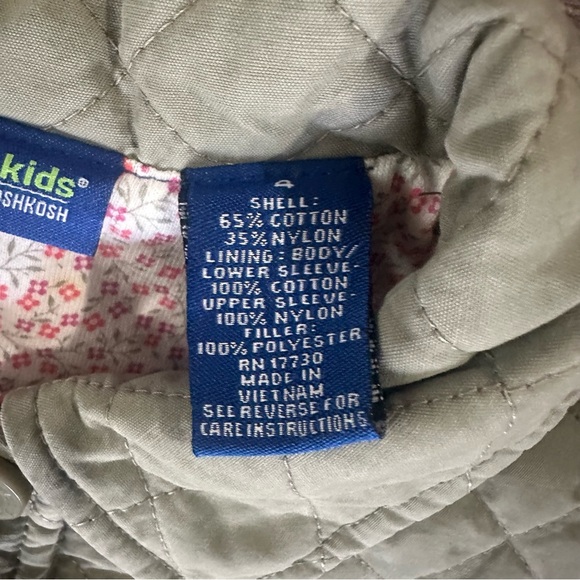 kids®
OSHKOSH
4
SHELL:
65% COTTON
35% NYLON
LINING: BODY/
LOWER SLEEVE-
100% COTTON
UPPER SLEEVE-
100% NYLON
FILLER:
100% POLYESTER
RN 17730
MADE IN
VIETNAM
SEE REVERSE FOR
CARE INSTRUCTIONS